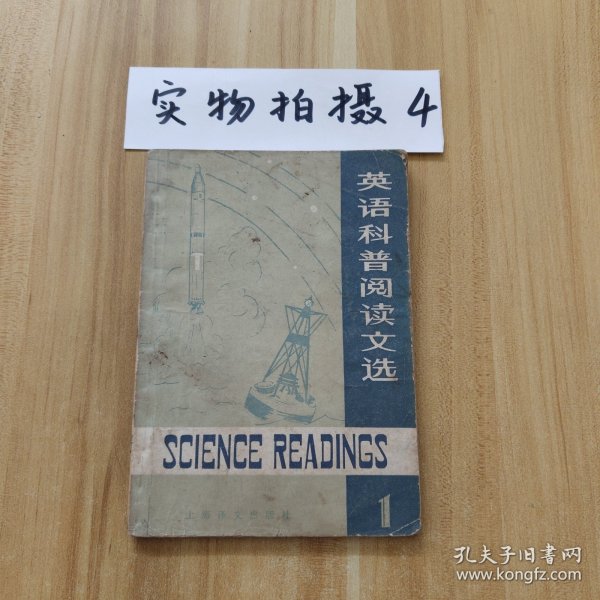 实物拍摄4
英语科普阅读文选
SCIENCE READINGS
1
上海译文出版社
孔夫子旧书网
www.kongfz.com